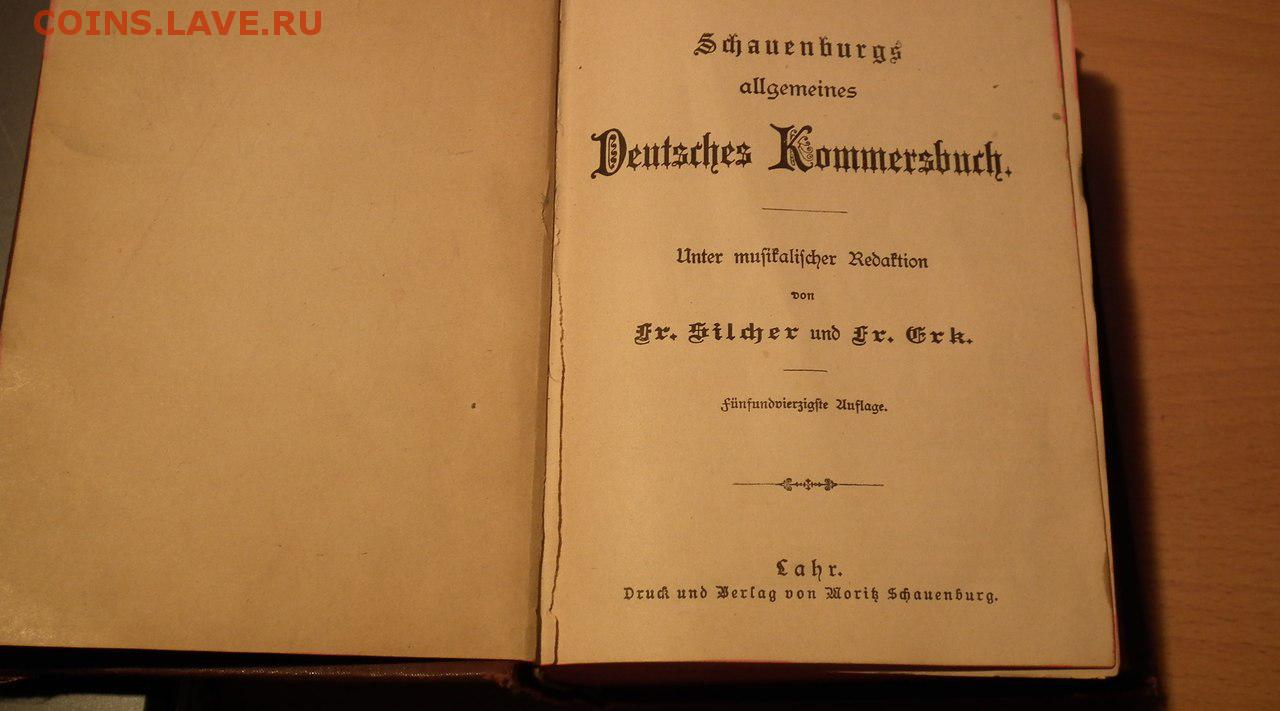 COINS.LAVE.RU
Schauenburgs
allgemeines
Deutsches Kommersbuch.
Unter musikalischer Redaktion
von
Fr. Silcher und Fr. Erk.
Fünfundvierzigste Auflage.
Lahr.
Druck und Verlag von Moritz Schauenburg.